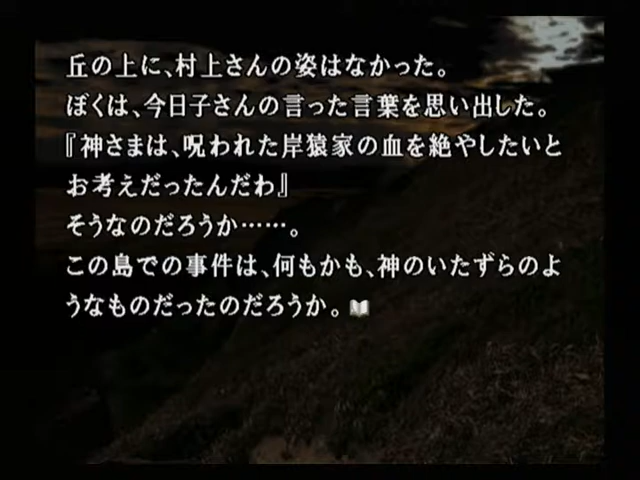 丘の上に、村上さんの姿はなかった。
ぼくは、今日子さんの言った言葉を思い出した。
『神さまは、呪われた岸猿家の血を絶やしたいと
お考えだったんだわ』
そうなのだろうか……。
この島での事件は、何もかも、神のいたずらのよ
うなものだったのだろうか。